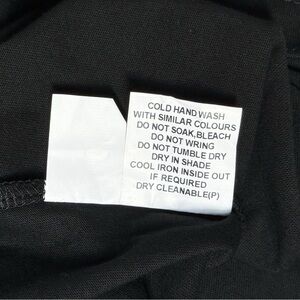 COLD HAND WASH
WITH SIMILAR COLOURS
DO NOT SOAK,BLEACH
DO NOT WRING
DO NOT TUMBLE DRY
DRY IN SHADE
COOL IRON INSIDE OUT
IF REQUIRED
DRY CLEANABLE(P)